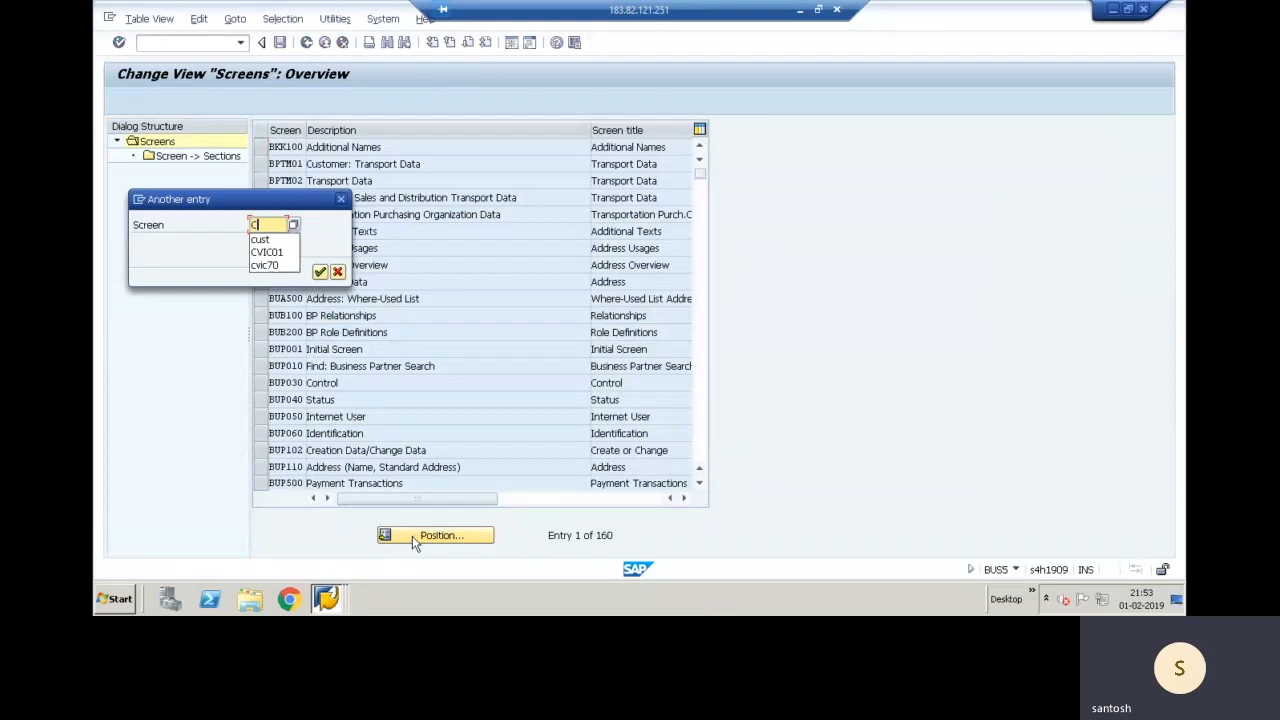 183.82.121.251
Table View Edit Goto Selection Utilities System Help
Change View "Screens": Overview
Dialog Structure
Screens
Screen -> Sections
Screen Description Screen title
BKK100 Additional Names Additional Names
BPTM01 Customer: Transport Data Transport Data
BPTM02 Transport Data Transport Data
Sales and Distribution Transport Data Transport Data
Purchasing Organization Data Transportation Purch.O
Texts Additional Texts
Address Usages
Overview Address Overview
Address
BUA500 Address: Where-Used List Where-Used List Addre
BUB100 BP Relationships Relationships
BUB200 BP Role Definitions Role Definitions
BUP001 Initial Screen Initial Screen
BUP010 Find: Business Partner Search Business Partner Search
BUP030 Control Control
BUP040 Status Status
BUP050 Internet User Internet User
BUP060 Identification Identification
BUP102 Creation Data/Change Data Create or Change
BUP110 Address (Name, Standard Address) Address
BUP500 Payment Transactions Payment Transactions
Another entry
Screen C
cust
CVIC01
cvic70
Position... Entry 1 of 160
SAP
BUS5 s4h1909 INS
Start
Desktop
21:53
01-02-2019
S
santosh